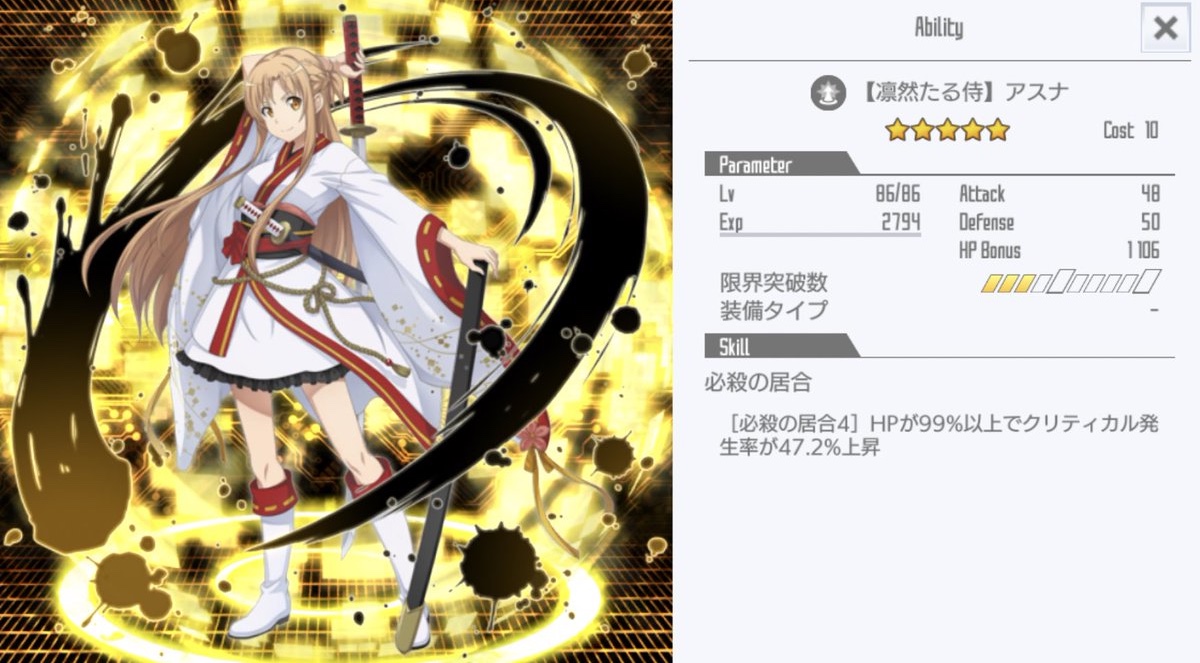 Ability
【凛然たる侍】アスナ
Cost 10
Parameter
Lv 86/86 Attack 48
Exp 2794 Defense 50
HP Bonus 1106
限界突破数
装備タイプ -
Skill
必殺の居合
［必殺の居合4］HPが99%以上でクリティカル発
生率が47.2%上昇